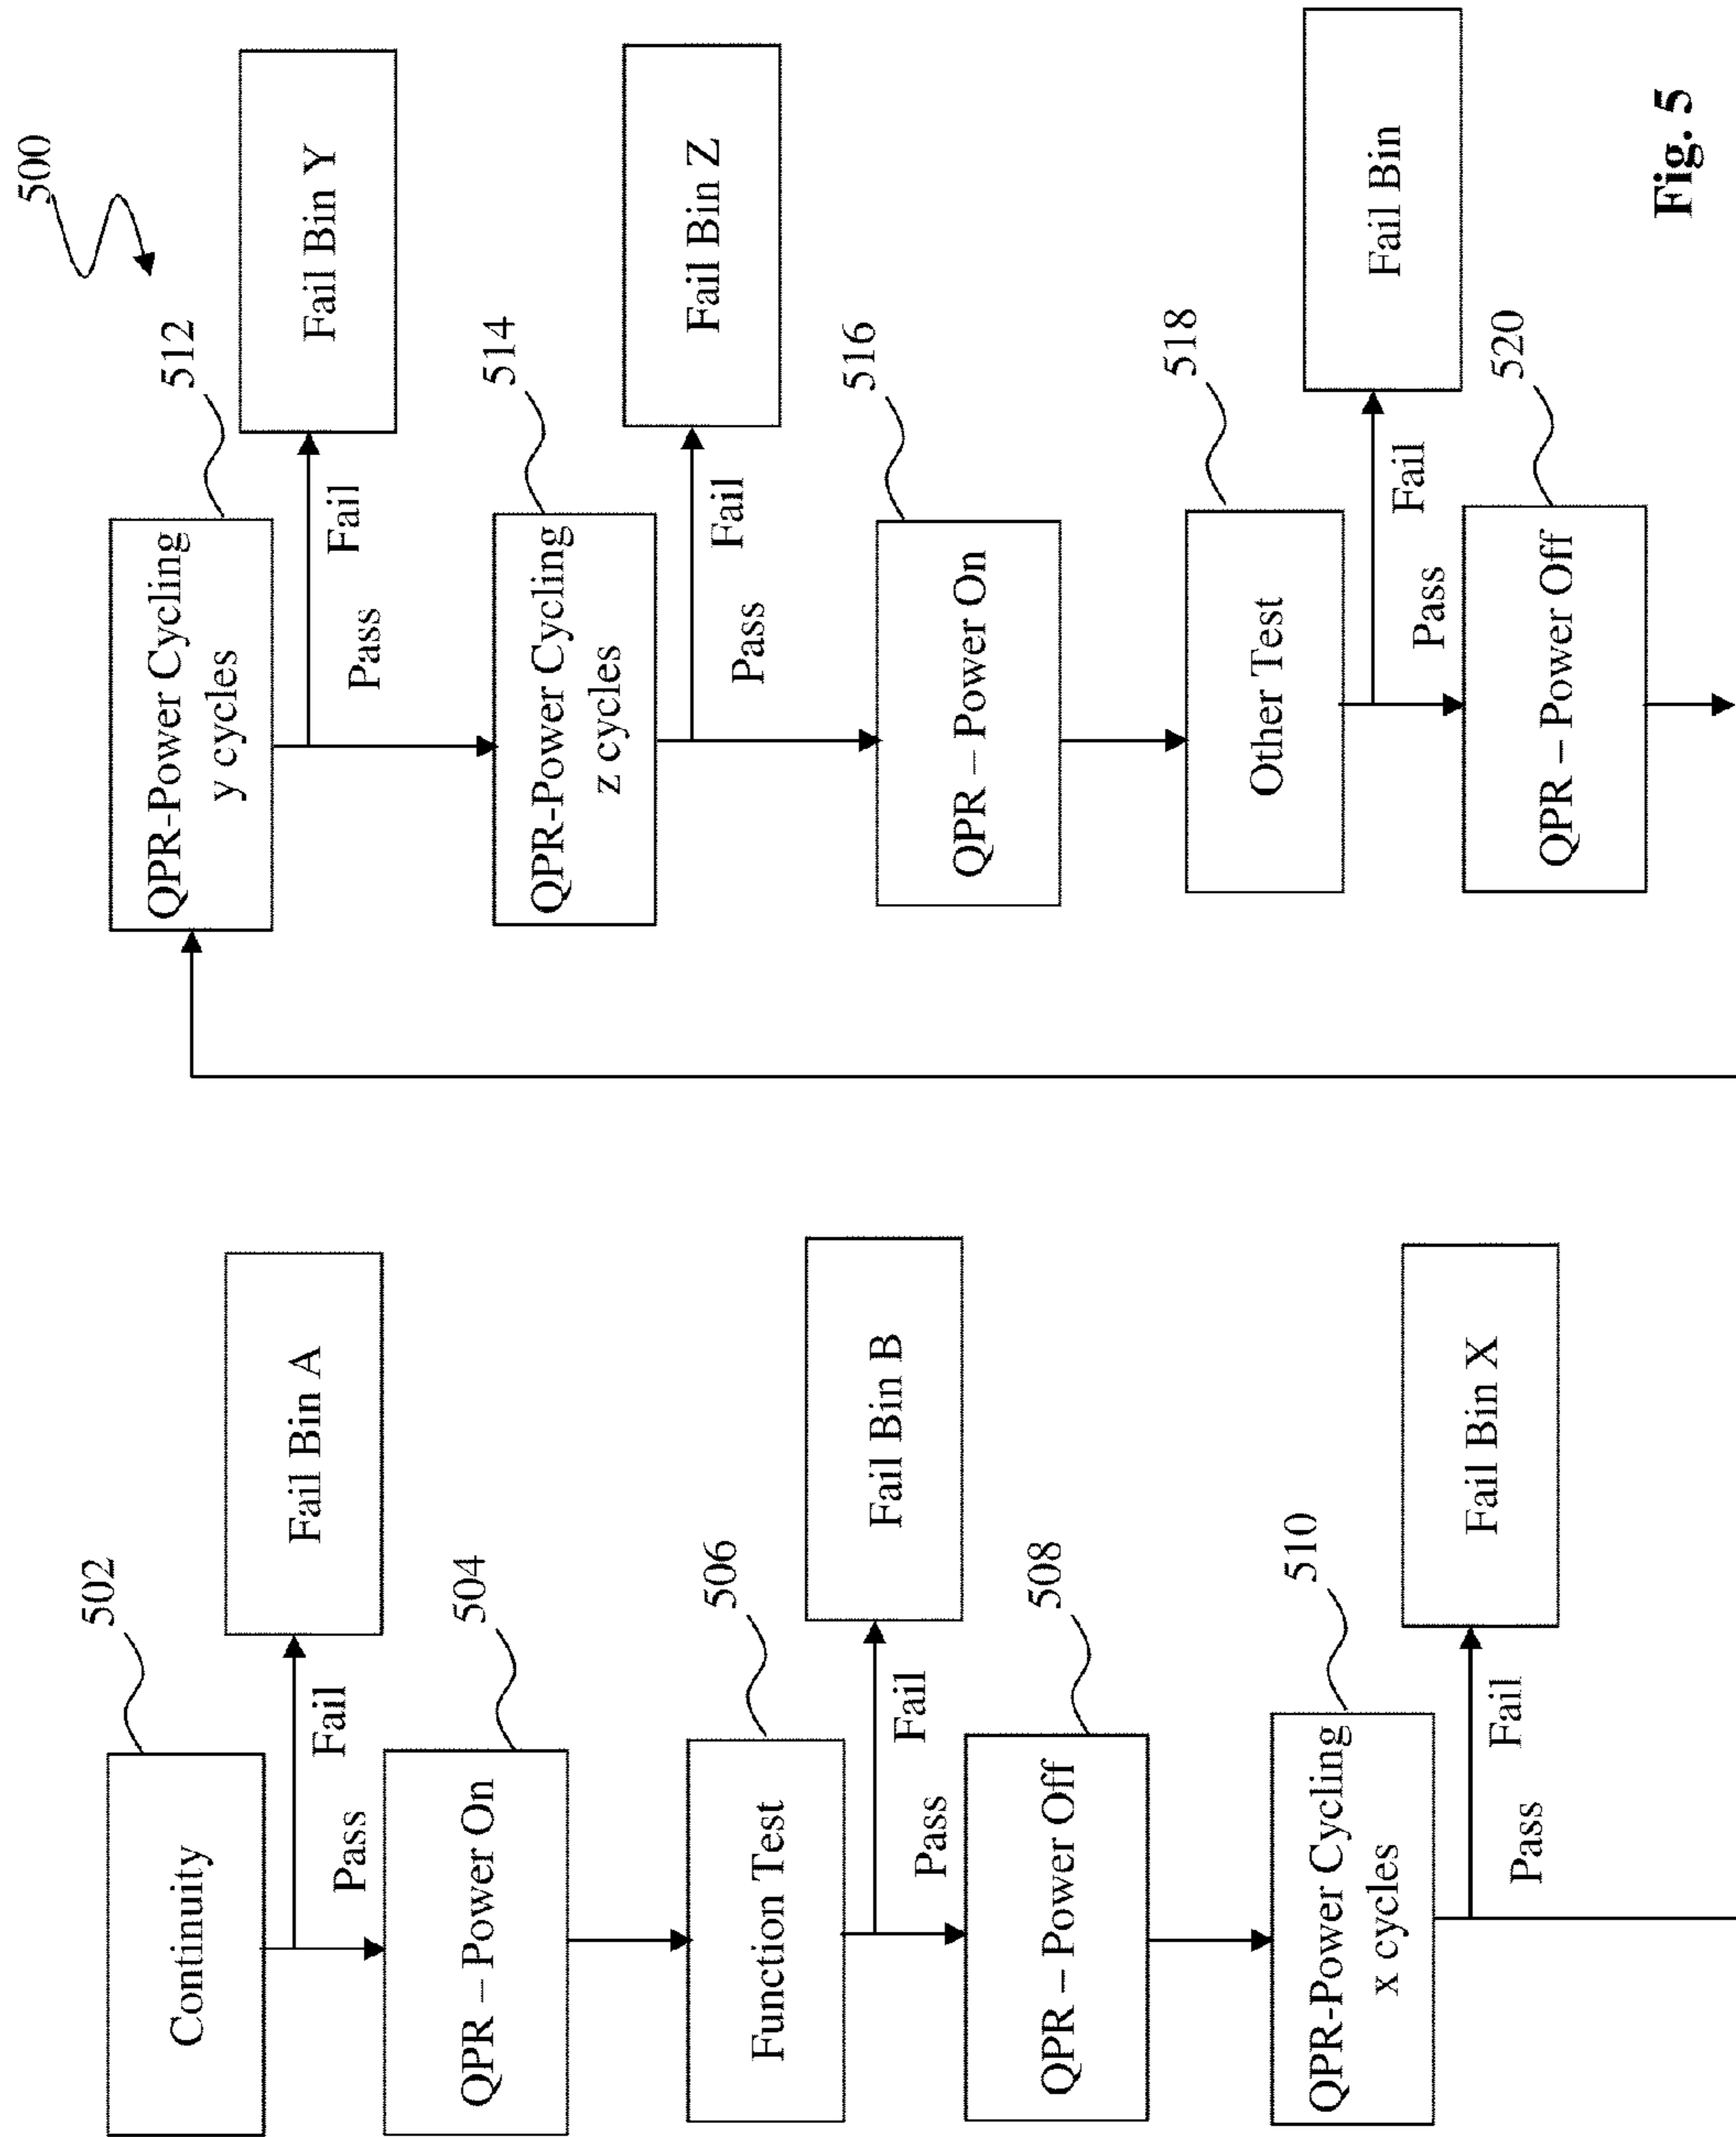 500
502
Continuity
Fail
Fail Bin A
Pass
504
QPR – Power On
506
Function Test
Fail
Fail Bin B
Pass
508
QPR – Power Off
510
QPR-Power Cycling
x cycles
Fail
Fail Bin X
Pass
512
QPR-Power Cycling
y cycles
Fail
Fail Bin Y
Pass
514
QPR-Power Cycling
z cycles
Fail
Fail Bin Z
Pass
516
QPR – Power On
518
Other Test
Fail
Fail Bin
Pass
520
QPR – Power Off
Fig. 5